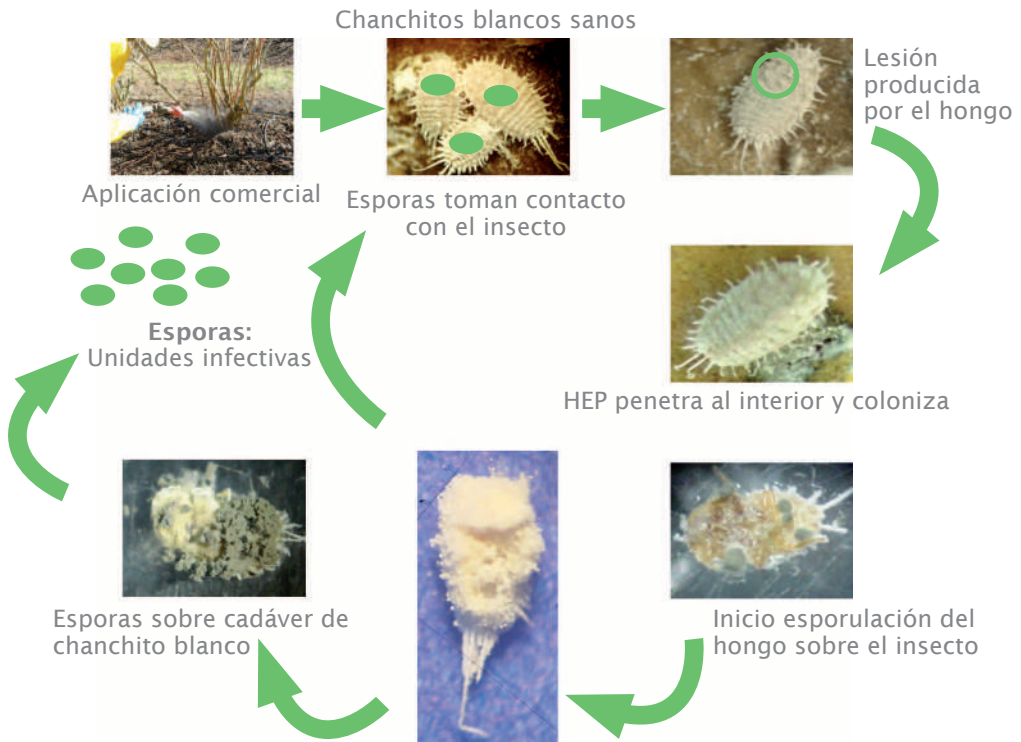 Chanchitos blancos sanos
Aplicación comercial
Esporas toman contacto
con el insecto
Lesión
producida
por el hongo
HEP penetra al interior y coloniza
Inicio esporulación del
hongo sobre el insecto
Esporas sobre cadáver de
chanchito blanco
Esporas:
Unidades infectivas